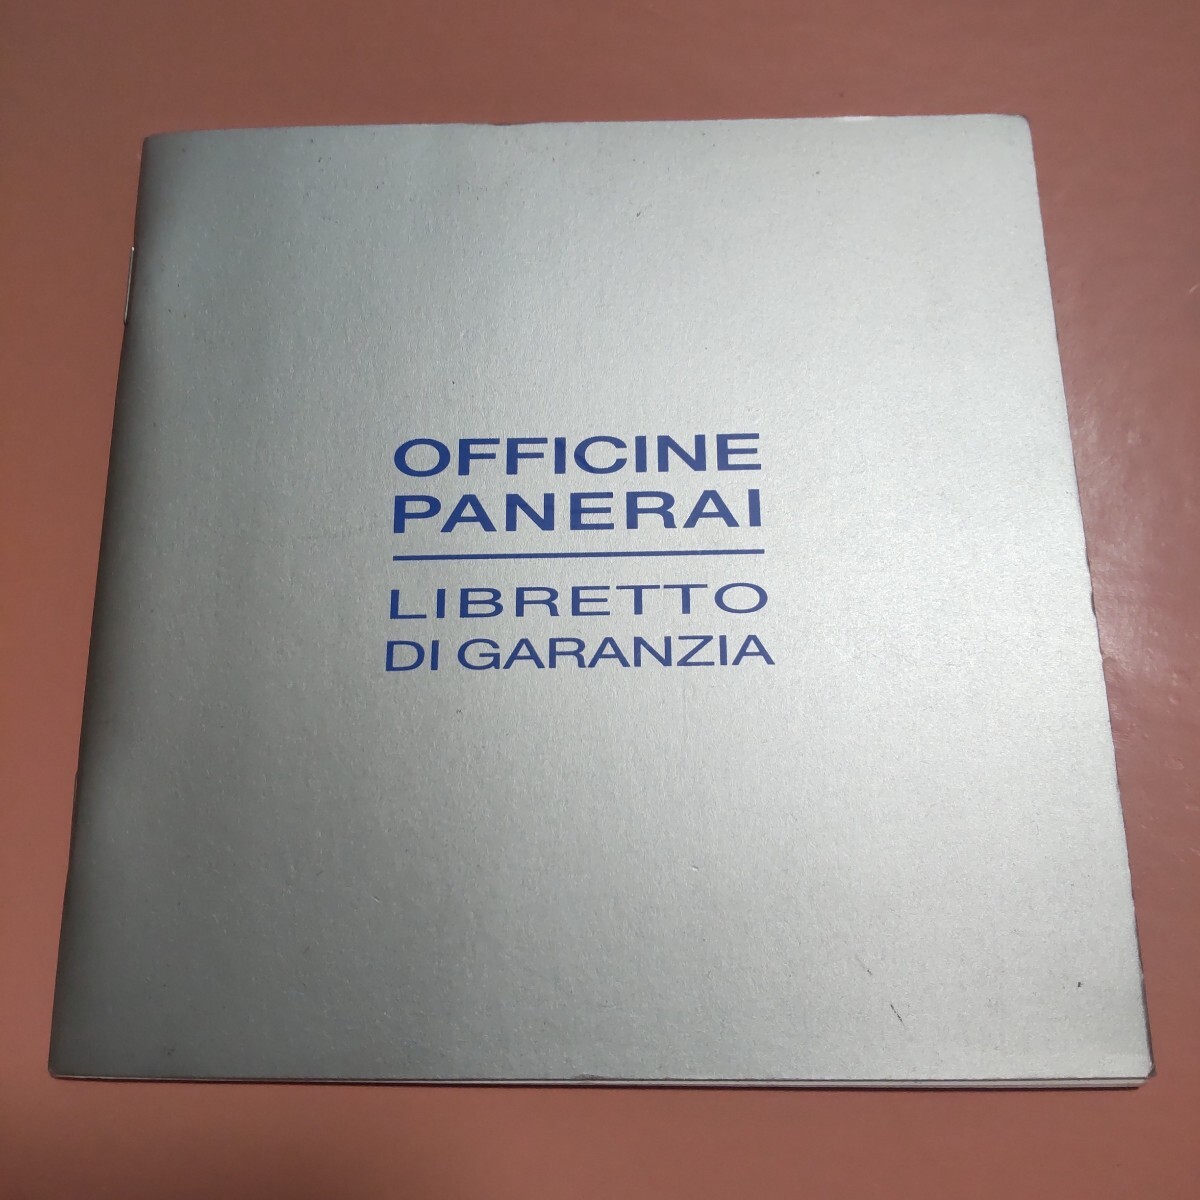 OFFICINE
PANERAI
LIBRETTO
DI GARANZIA